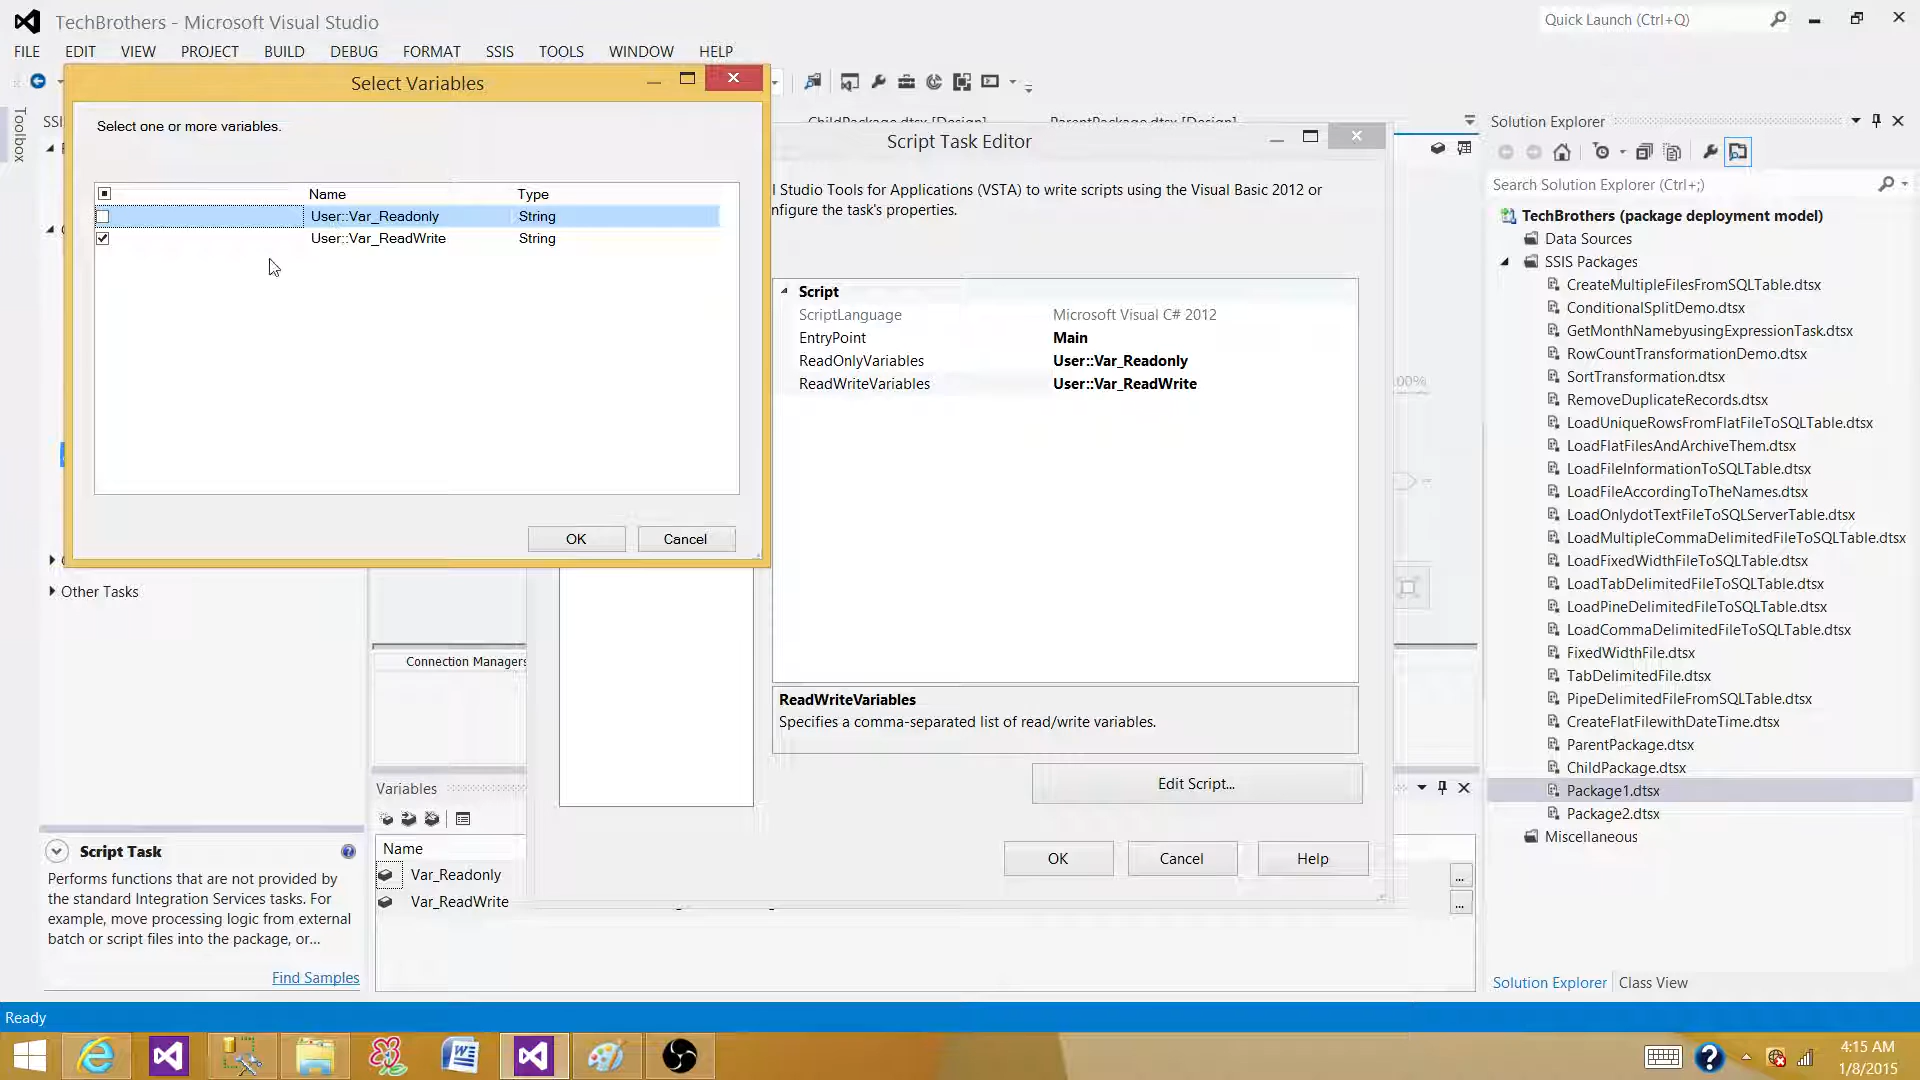 TechBrothers - Microsoft Visual Studio
Quick Launch (Ctrl+Q)
FILE EDIT VIEW PROJECT BUILD DEBUG FORMAT SSIS TOOLS WINDOW HELP
Select Variables
Select one or more variables.
Name Type
User::Var_Readonly String
User::Var_ReadWrite String
OK Cancel
Toolbox
Other Tasks
ChildPackage.dtsx [Design] ParentPackage.dtsx [Design]
Script Task Editor
l Studio Tools for Applications (VSTA) to write scripts using the Visual Basic 2012 or
nfigure the task's properties.
Script
ScriptLanguage Microsoft Visual C# 2012
EntryPoint Main
ReadOnlyVariables User::Var_Readonly
ReadWriteVariables User::Var_ReadWrite
ReadWriteVariables
Specifies a comma-separated list of read/write variables.
Edit Script...
OK Cancel Help
Connection Managers
Variables
Name
Var_Readonly
Var_ReadWrite
Script Task
Performs functions that are not provided by
the standard Integration Services tasks. For
example, move processing logic from external
batch or script files into the package, or...
Find Samples
Solution Explorer
Search Solution Explorer (Ctrl+;)
TechBrothers (package deployment model)
Data Sources
SSIS Packages
CreateMultipleFilesFromSQLTable.dtsx
ConditionalSplitDemo.dtsx
GetMonthNamebyusingExpressionTask.dtsx
RowCountTransformationDemo.dtsx
SortTransformation.dtsx
RemoveDuplicateRecords.dtsx
LoadUniqueRowsFromFlatFileToSQLTable.dtsx
LoadFlatFilesAndArchiveThem.dtsx
LoadFileInformationToSQLTable.dtsx
LoadFileAccordingToTheNames.dtsx
LoadOnlydotTextFileToSQLServerTable.dtsx
LoadMultipleCommaDelimitedFileToSQLTable.dtsx
LoadFixedWidthFileToSQLTable.dtsx
LoadTabDelimitedFileToSQLTable.dtsx
LoadPineDelimitedFileToSQLTable.dtsx
LoadCommaDelimitedFileToSQLTable.dtsx
FixedWidthFile.dtsx
TabDelimitedFile.dtsx
PipeDelimitedFileFromSQLTable.dtsx
CreateFlatFilewithDateTime.dtsx
ParentPackage.dtsx
ChildPackage.dtsx
Package1.dtsx
Package2.dtsx
Miscellaneous
Solution Explorer Class View
Ready
4:15 AM
1/8/2015